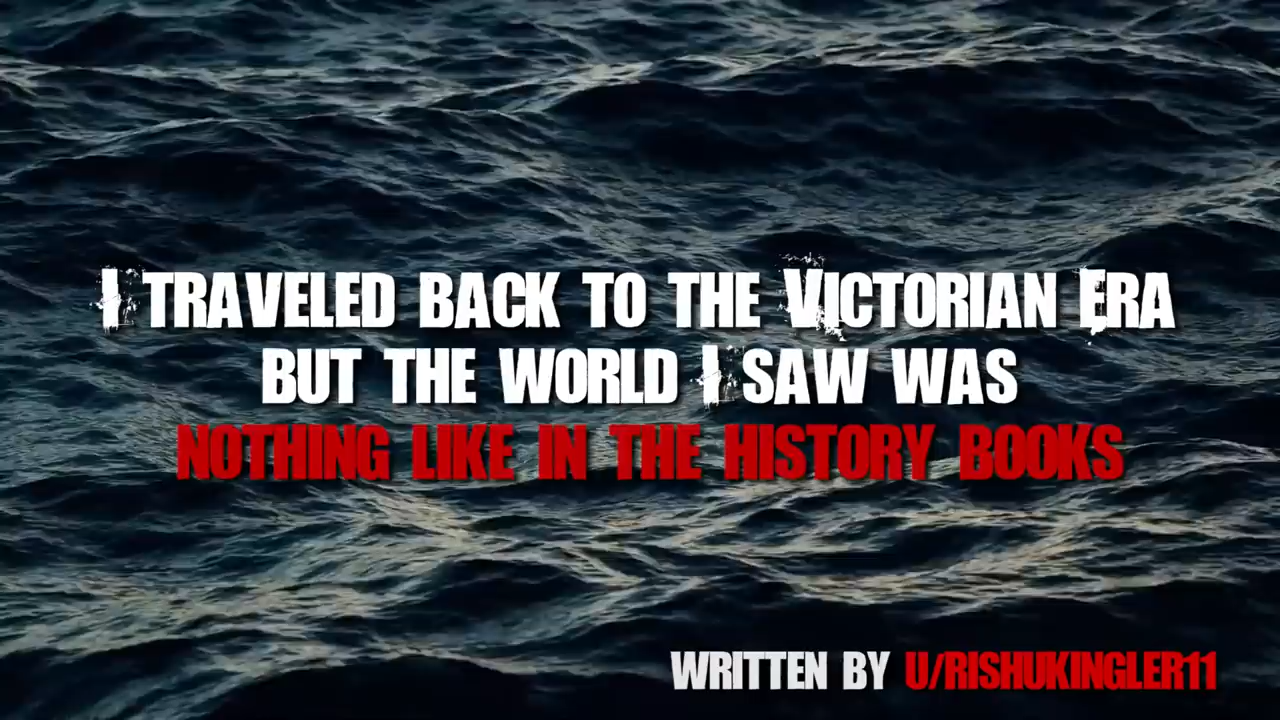 I TRAVELED BACK TO THE VICTORIAN ERA
BUT THE WORLD I SAW WAS
NOTHING LIKE IN THE HISTORY BOOKS
WRITTEN BY U/RISHUKINGLER11